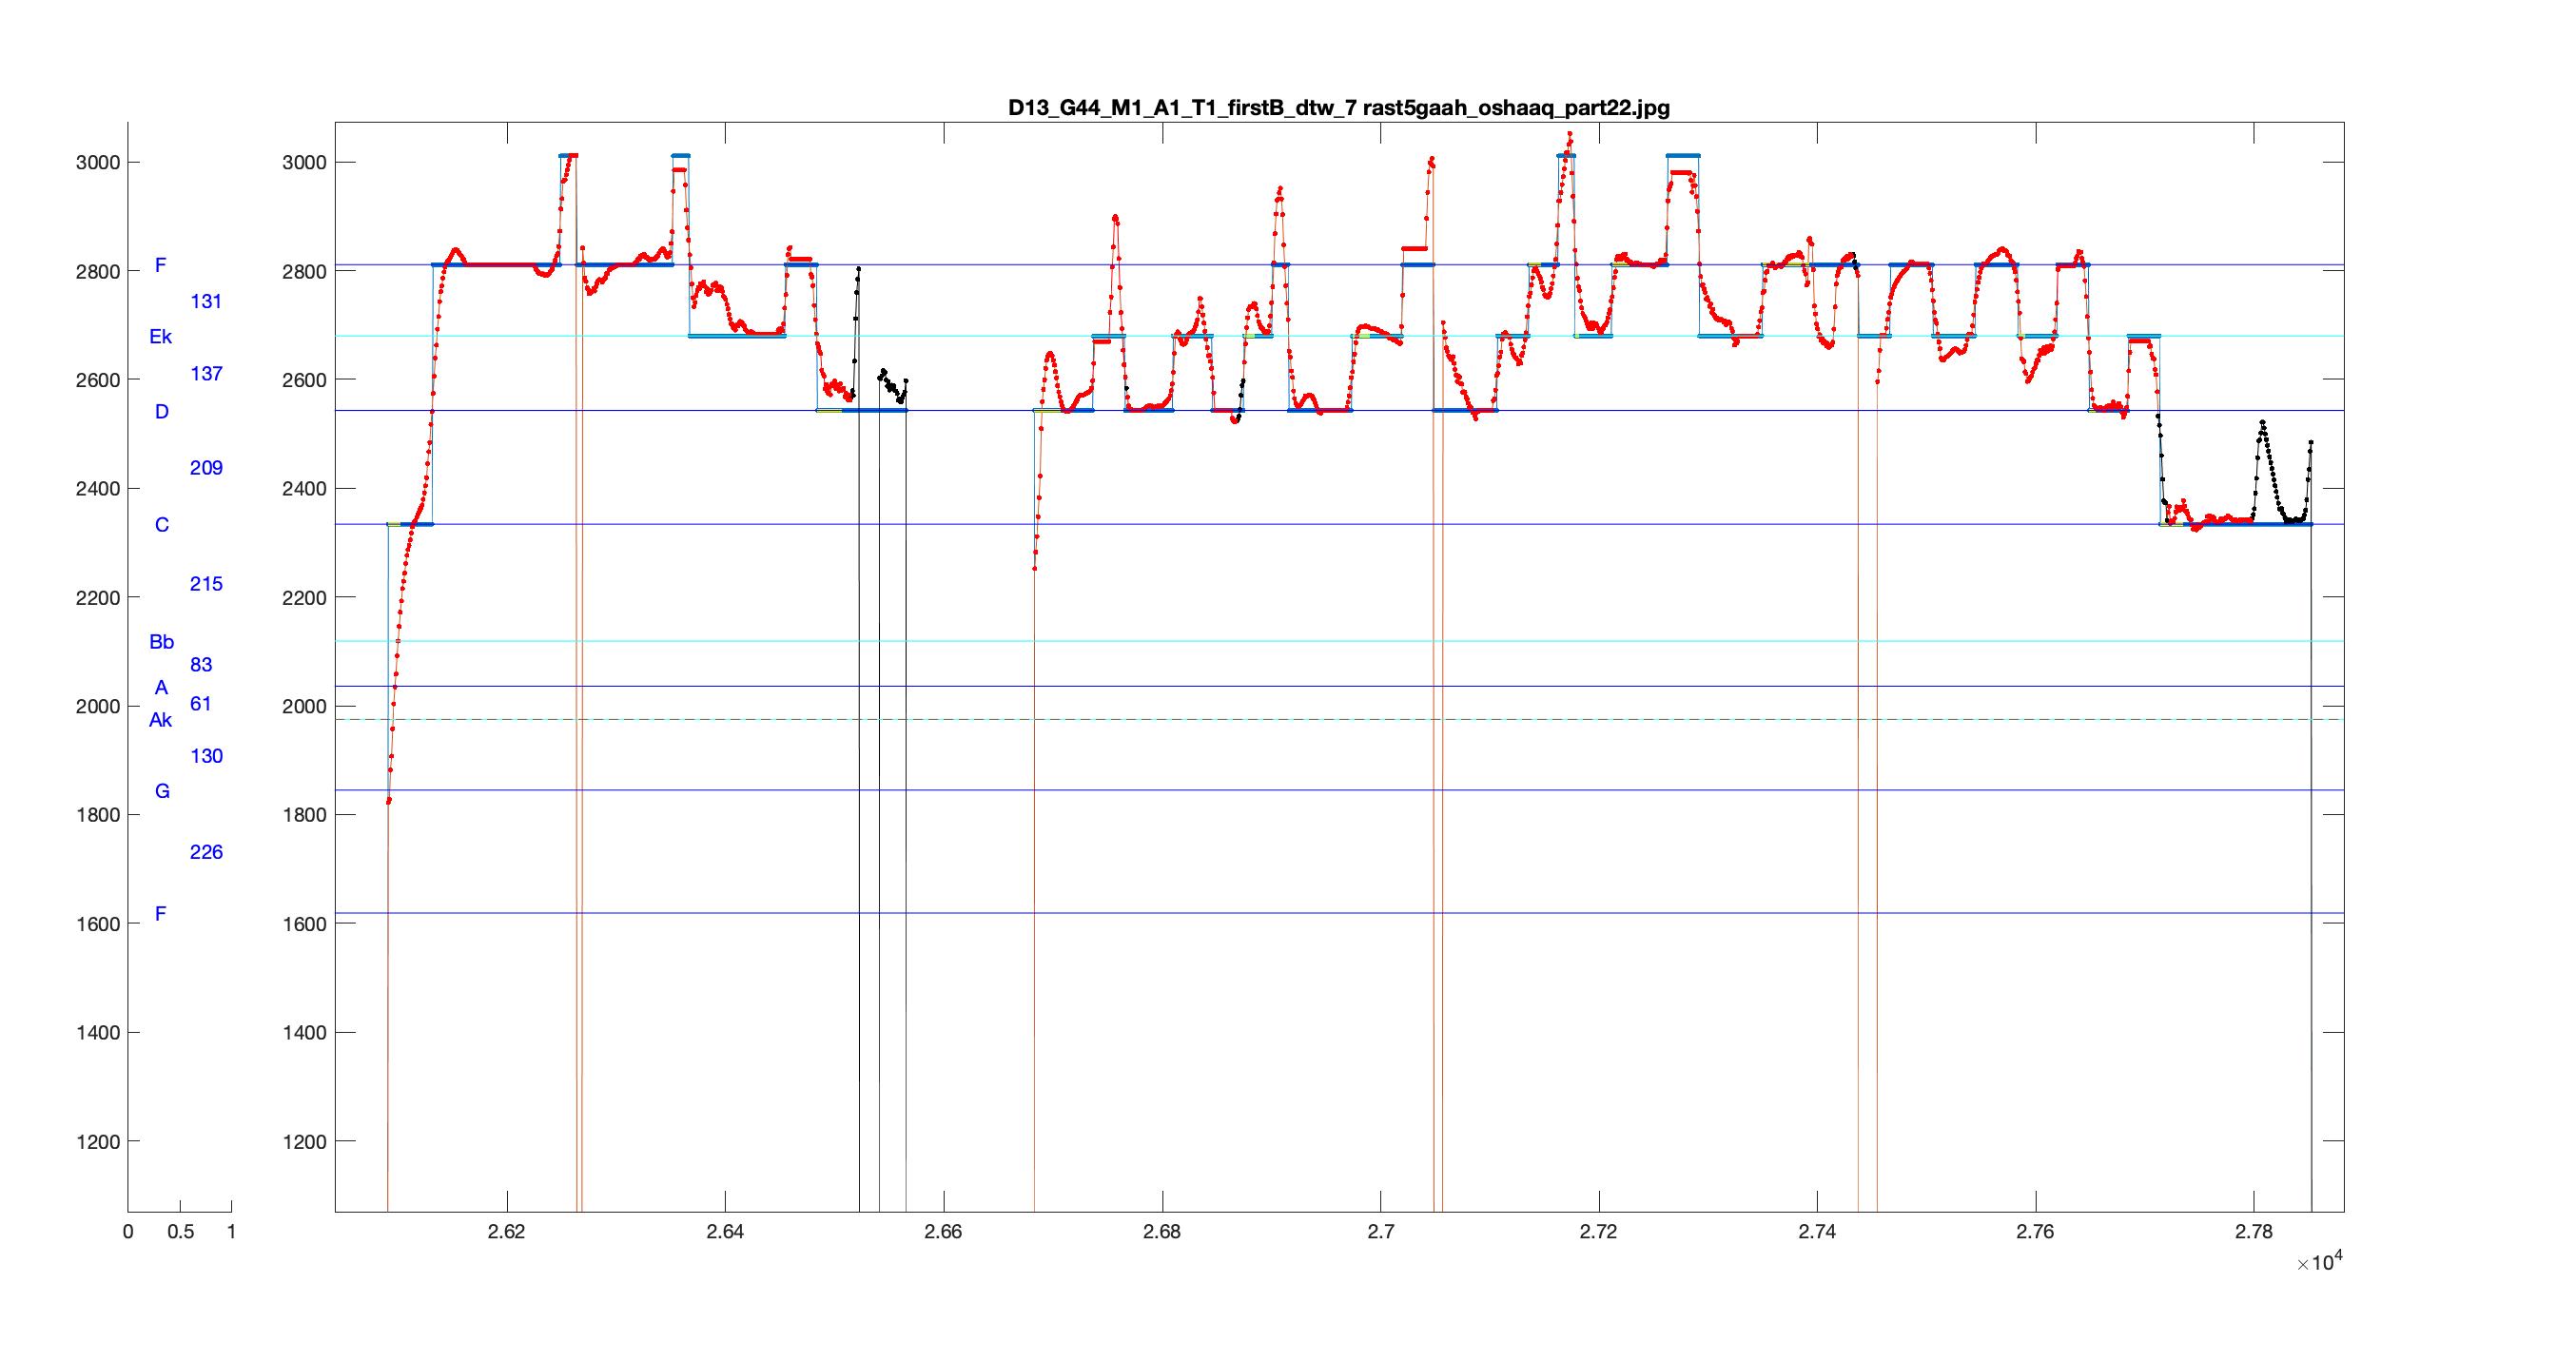 D13_G44_M1_A1_T1_firstB_dtw_7 rast5gaah_oshaaq_part22.jpg
3000 3000
F
2800 2800
131
Ek
137
2600 2600
D
209
2400 2400
C
215
2200 2200
Bb
83
A
61
2000 2000
Ak
130
G
1800 1800
226
F
1600 1600
1400 1400
1200 1200
0 0.5 1 2.62 2.64 2.66 2.68 2.7 2.72 2.74 2.76 2.78
×10^4